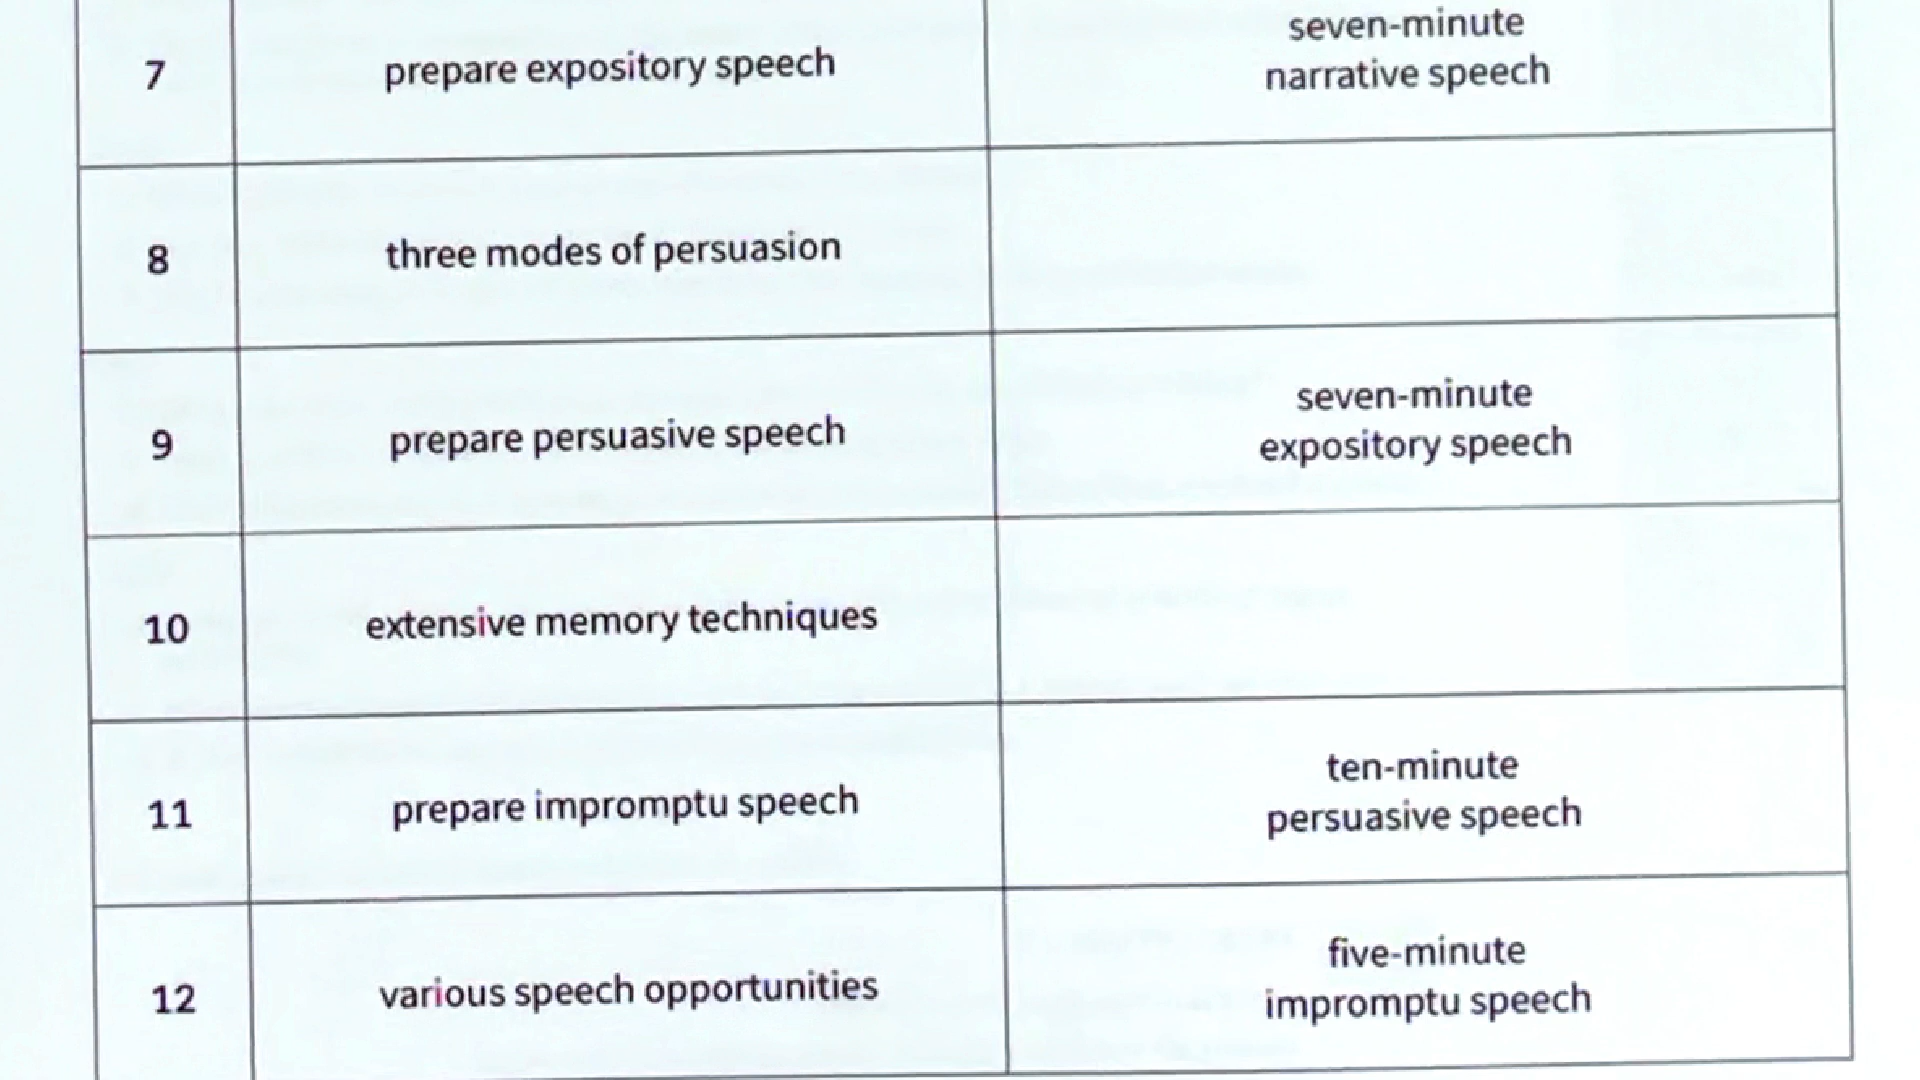 7
prepare expository speech
seven-minute
narrative speech
8
three modes of persuasion
9
prepare persuasive speech
seven-minute
expository speech
10
extensive memory techniques
11
prepare impromptu speech
ten-minute
persuasive speech
12
various speech opportunities
five-minute
impromptu speech